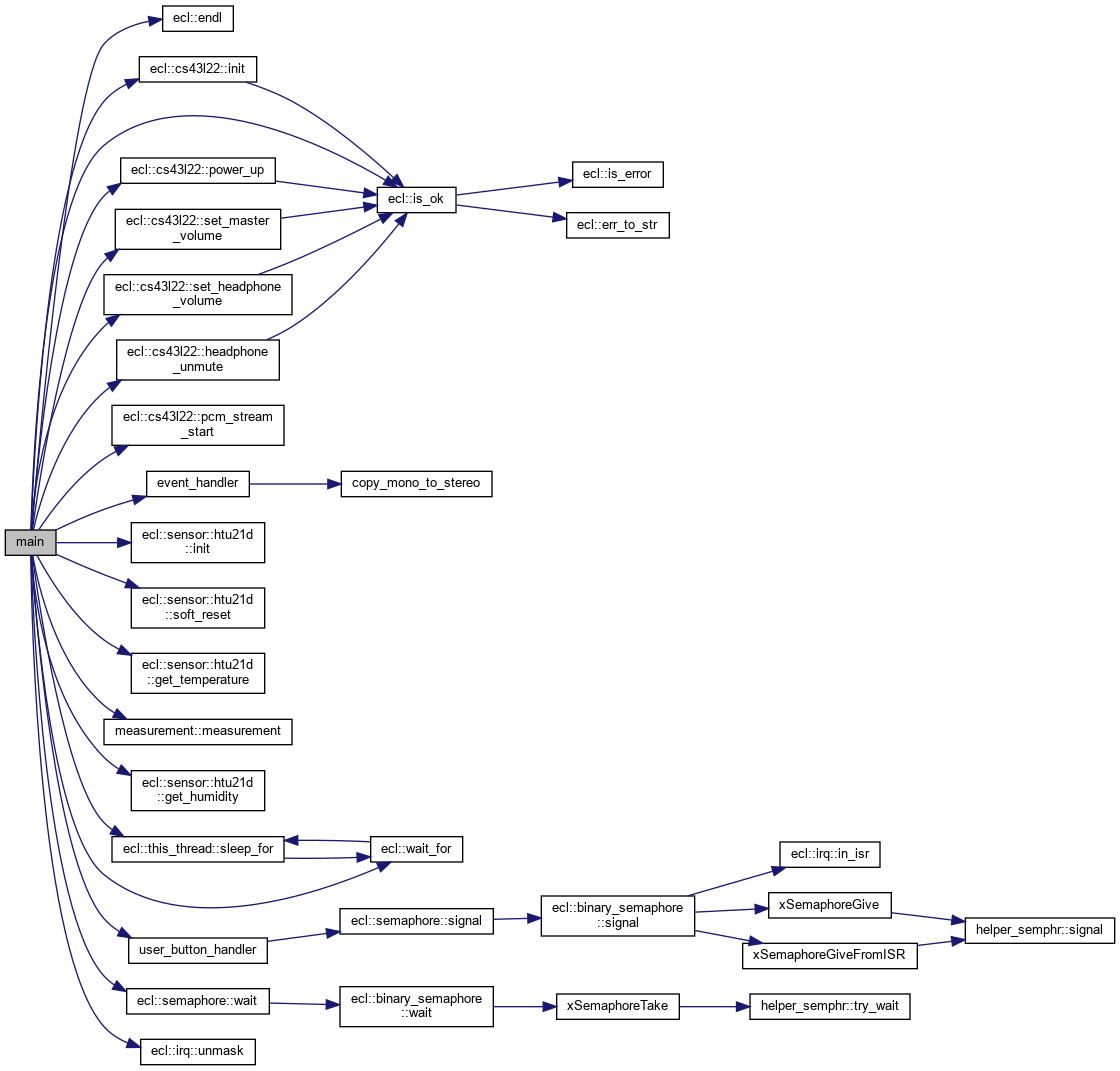 main
ecl::endl
ecl::cs43l22::init
ecl::cs43l22::power_up
ecl::cs43l22::set_master
_volume
ecl::cs43l22::set_headphone
_volume
ecl::cs43l22::headphone
_unmute
ecl::cs43l22::pcm_stream
_start
event_handler
ecl::sensor::htu21d
::init
ecl::sensor::htu21d
::soft_reset
ecl::sensor::htu21d
::get_temperature
measurement::measurement
ecl::sensor::htu21d
::get_humidity
ecl::this_thread::sleep_for
user_button_handler
ecl::semaphore::wait
ecl::irq::unmask
ecl::is_ok
copy_mono_to_stereo
ecl::wait_for
ecl::semaphore::signal
ecl::binary_semaphore
::wait
ecl::is_error
ecl::err_to_str
ecl::binary_semaphore
::signal
xSemaphoreTake
ecl::irq::in_isr
xSemaphoreGive
xSemaphoreGiveFromISR
helper_semphr::try_wait
helper_semphr::signal